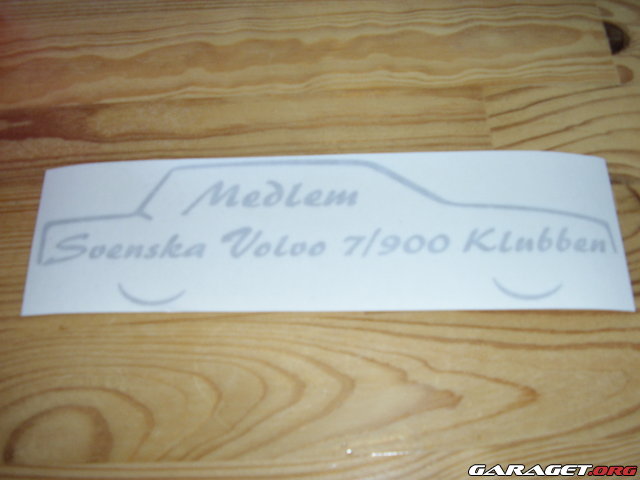 Medlem
Svenska Volvo 7/900 Klubben
GARAGET.ORG